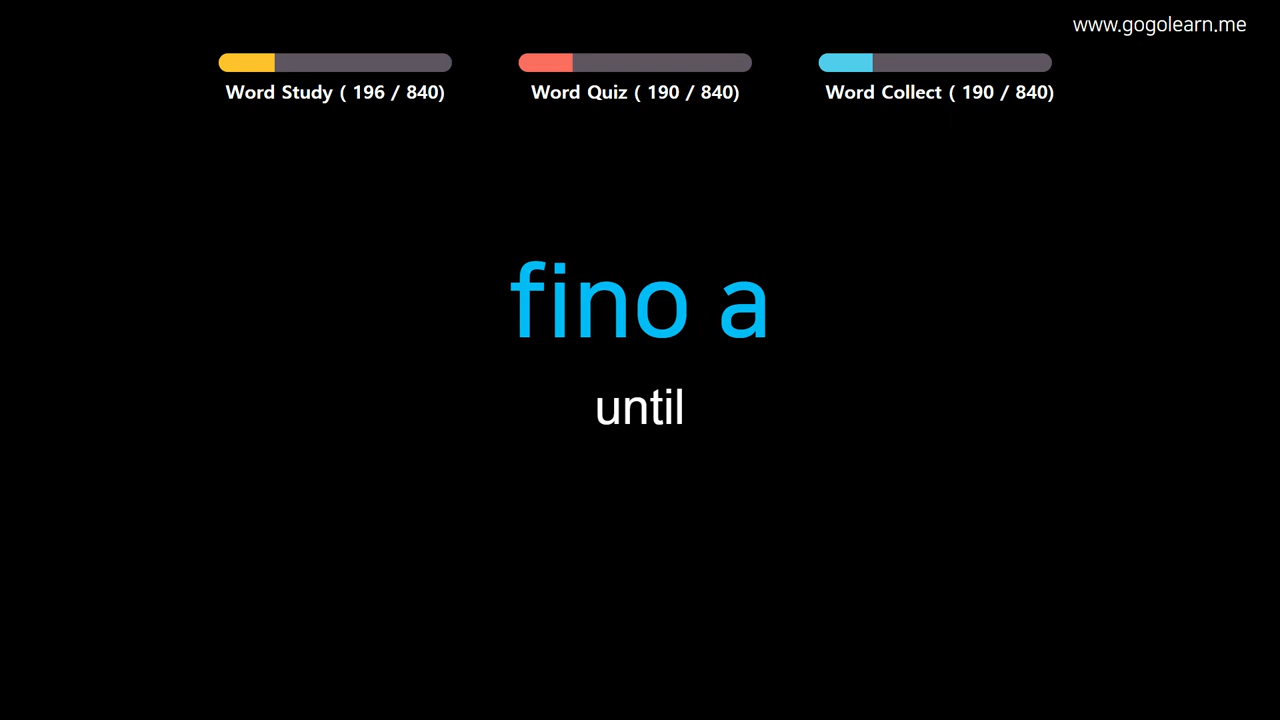 www.gogolearn.me
Word Study ( 196 / 840)
Word Quiz ( 190 / 840)
Word Collect ( 190 / 840)
fino a
until